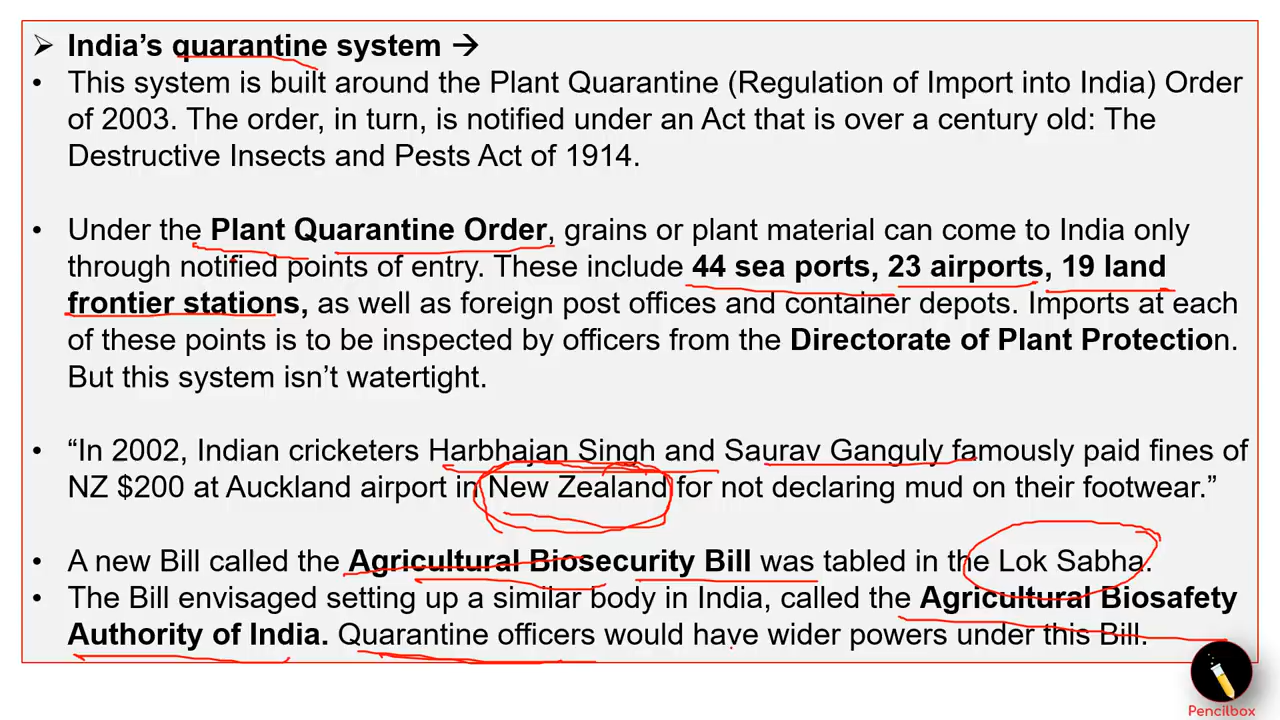 ➤ India’s quarantine system →
• This system is built around the Plant Quarantine (Regulation of Import into India) Order
of 2003. The order, in turn, is notified under an Act that is over a century old: The
Destructive Insects and Pests Act of 1914.
• Under the Plant Quarantine Order, grains or plant material can come to India only
through notified points of entry. These include 44 sea ports, 23 airports, 19 land
frontier stations, as well as foreign post offices and container depots. Imports at each
of these points is to be inspected by officers from the Directorate of Plant Protection.
But this system isn’t watertight.
• “In 2002, Indian cricketers Harbhajan Singh and Saurav Ganguly famously paid fines of
NZ $200 at Auckland airport in New Zealand for not declaring mud on their footwear.”
• A new Bill called the Agricultural Biosecurity Bill was tabled in the Lok Sabha.
• The Bill envisaged setting up a similar body in India, called the Agricultural Biosafety
Authority of India. Quarantine officers would have wider powers under this Bill.
Pencilbox